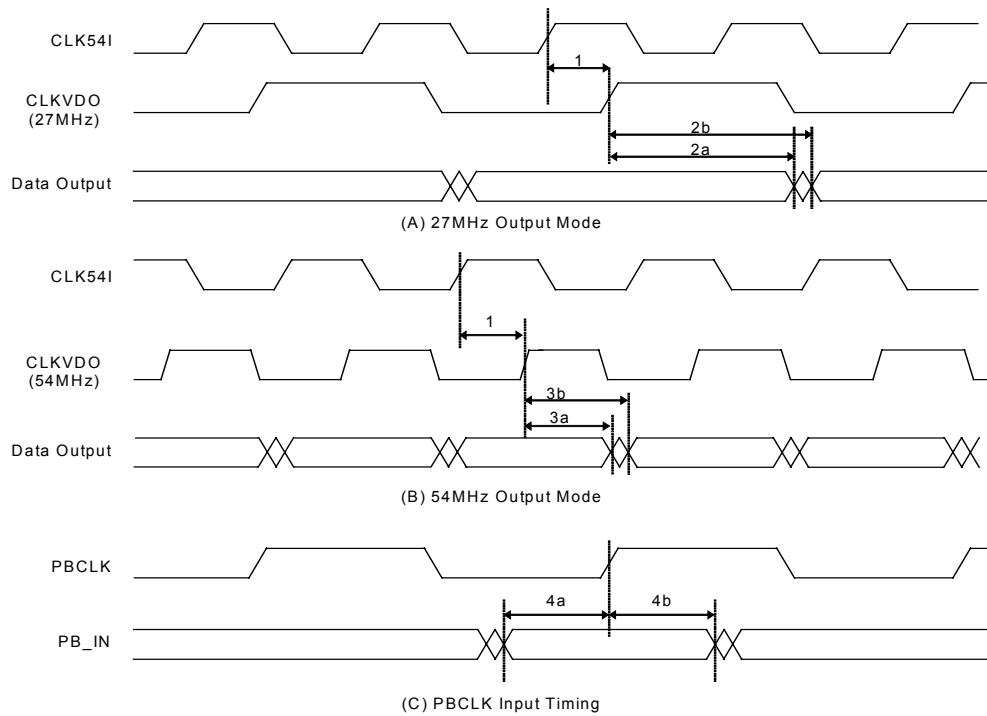 CLK54I
1
CLKVDO
(27MHz)
2b
2a
Data Output
(A) 27MHz Output Mode
CLK54I
1
CLKVDO
(54MHz)
3b
3a
Data Output
(B) 54MHz Output Mode
PBCLK
4a
4b
PB_IN
(C) PBCLK Input Timing